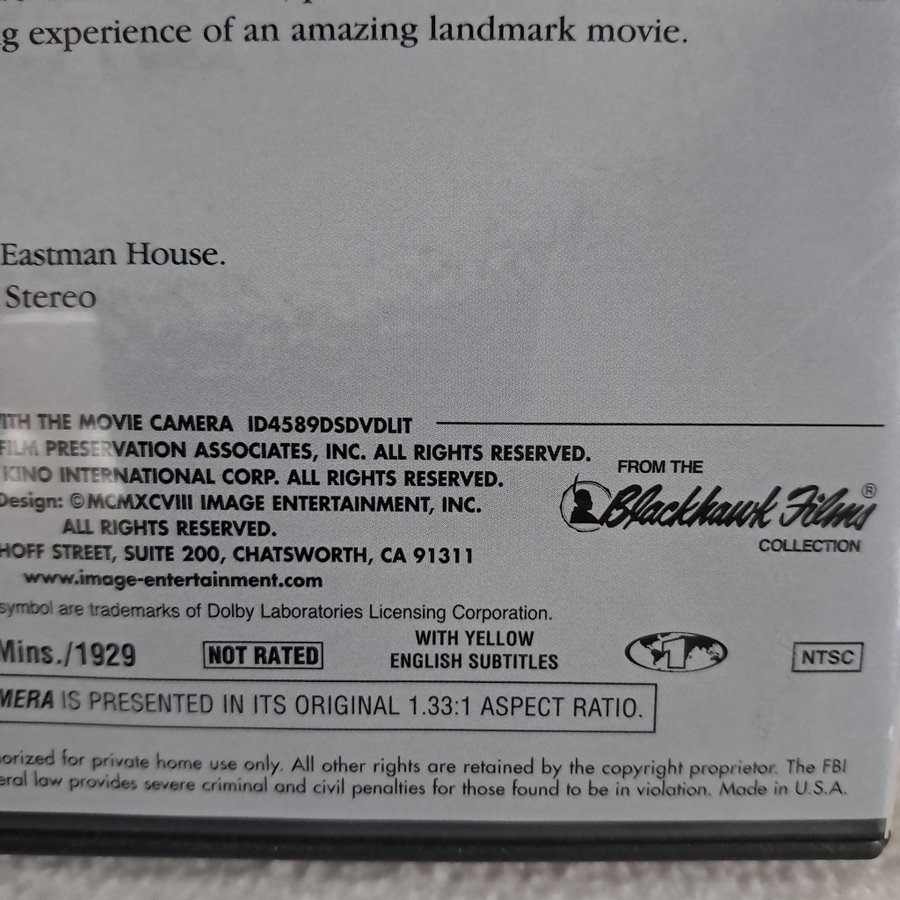 g experience of an amazing landmark movie.
Eastman House.
Stereo
ITH THE MOVIE CAMERA ID4589DSDVDLIT
FILM PRESERVATION ASSOCIATES, INC. ALL RIGHTS RESERVED.
KINO INTERNATIONAL CORP. ALL RIGHTS RESERVED.
Design: ©MCMXCVIII IMAGE ENTERTAINMENT, INC.
ALL RIGHTS RESERVED.
HOFF STREET, SUITE 200, CHATSWORTH, CA 91311
www.image-entertainment.com
FROM THE
Blackhawk Films®
COLLECTION
symbol are trademarks of Dolby Laboratories Licensing Corporation.
Mins./1929
NOT RATED
WITH YELLOW
ENGLISH SUBTITLES
1
NTSC
MERA IS PRESENTED IN ITS ORIGINAL 1.33:1 ASPECT RATIO.
orized for private home use only. All other rights are retained by the copyright proprietor. The FBI
eral law provides severe criminal and civil penalties for those found to be in violation. Made in U.S.A.